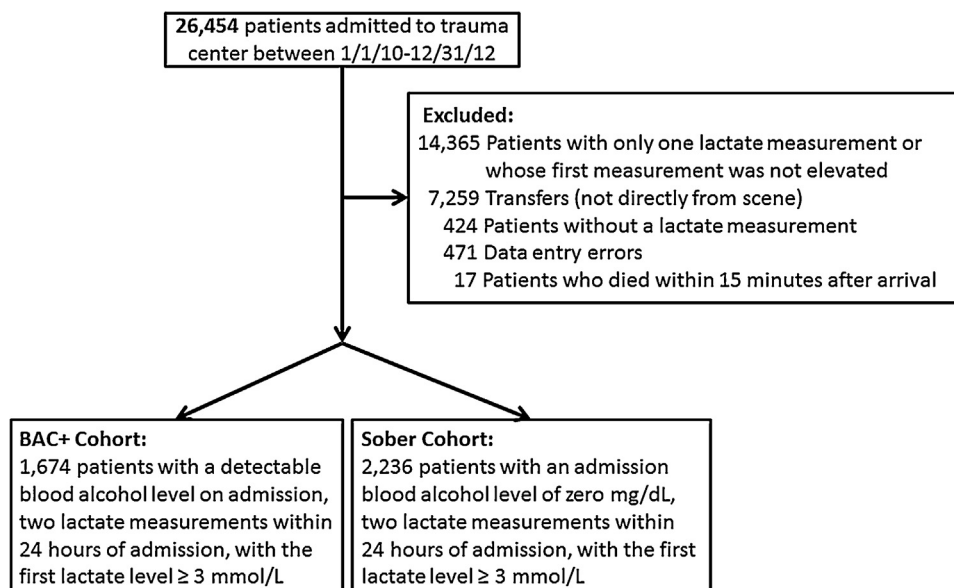 26,454 patients admitted to trauma
center between 1/1/10-12/31/12
Excluded:
14,365 Patients with only one lactate measurement or
whose first measurement was not elevated
7,259 Transfers (not directly from scene)
424 Patients without a lactate measurement
471 Data entry errors
17 Patients who died within 15 minutes after arrival
BAC+ Cohort:
1,674 patients with a detectable
blood alcohol level on admission,
two lactate measurements within
24 hours of admission, with the
first lactate level ≥ 3 mmol/L
Sober Cohort:
2,236 patients with an admission
blood alcohol level of zero mg/dL,
two lactate measurements within
24 hours of admission, with the first
lactate level ≥ 3 mmol/L